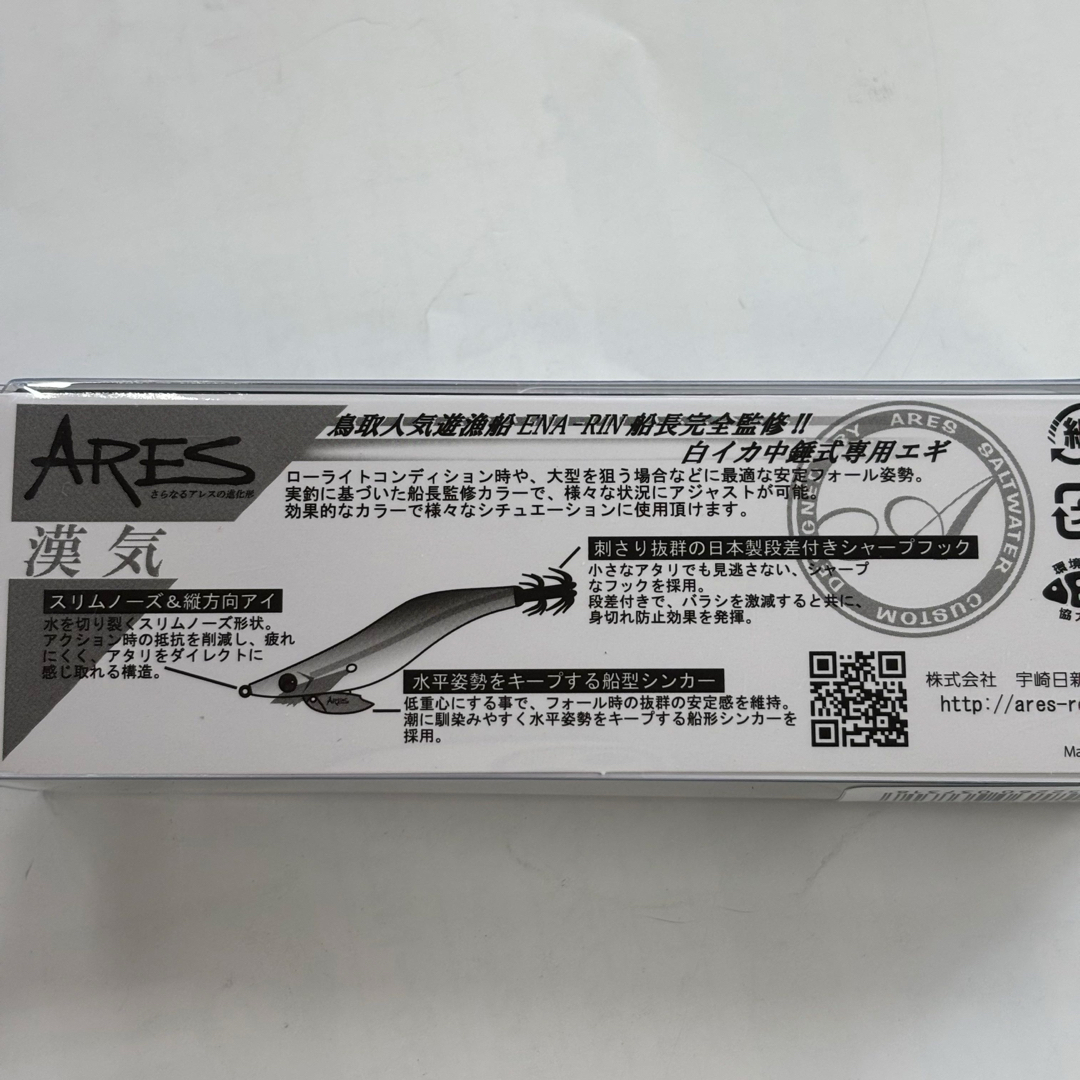 ARES
さらなるアレスの進化形
漢気
鳥取人気遊漁船 ENA-RIN 船長完全監修!!
白イカ中錘式専用エギ
ローライトコンディション時や、大型を狙う場合などに最適な安定フォール姿勢。
実釣に基づいた船長監修カラーで、様々な状況にアジャストが可能。
効果的なカラーで様々なシチュエーションに使用頂けます。
刺さり抜群の日本製段差付きシャープフック
小さなアタリでも見逃さない、シャープ
なフックを採用。
段差付きで、バラシを激減すると共に、
身切れ防止効果を発揮。
スリムノーズ&縦方向アイ
水を切り裂くスリムノーズ形状。
アクション時の抵抗を削減し、疲れ
にくく、アタリをダイレクトに
感じ取れる構造。
水平姿勢をキープする船型シンカー
低重心にする事で、フォール時の抜群の安定感を維持。
潮に馴染みやすく水平姿勢をキープする船形シンカーを
採用。
ARES SALTWATER CUSTOM
株式会社 宇崎日新
http://ares-r
Ma
環境
協力